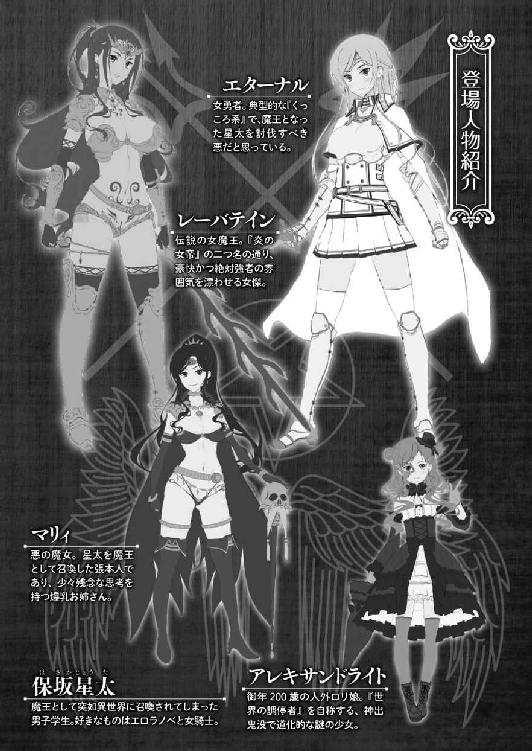 登場人物紹介
エターナル
女勇者。典型的な『くっ
ころ系』で、魔王となっ
た星太を討伐すべき
悪だと思っている。
レーバテイン
伝説の女魔王。『炎の
女帝』の二つ名の通り、
豪快かつ絶対強者の雰
囲気を漂わせる女傑。
マリィ
悪の魔女。星太を魔王
として召喚した張本人で
あり、少々残念な思考を
持つ爆乳お姉さん。
保坂星太
魔王として突如異世界に召喚されてしまった
男子学生。好きなものはエロラノベと女騎士。
アレキサンドライト
御年200歳の人外ロリ娘。『世
界の調停者』を自称する、神出
鬼没で道化的な謎の少女。